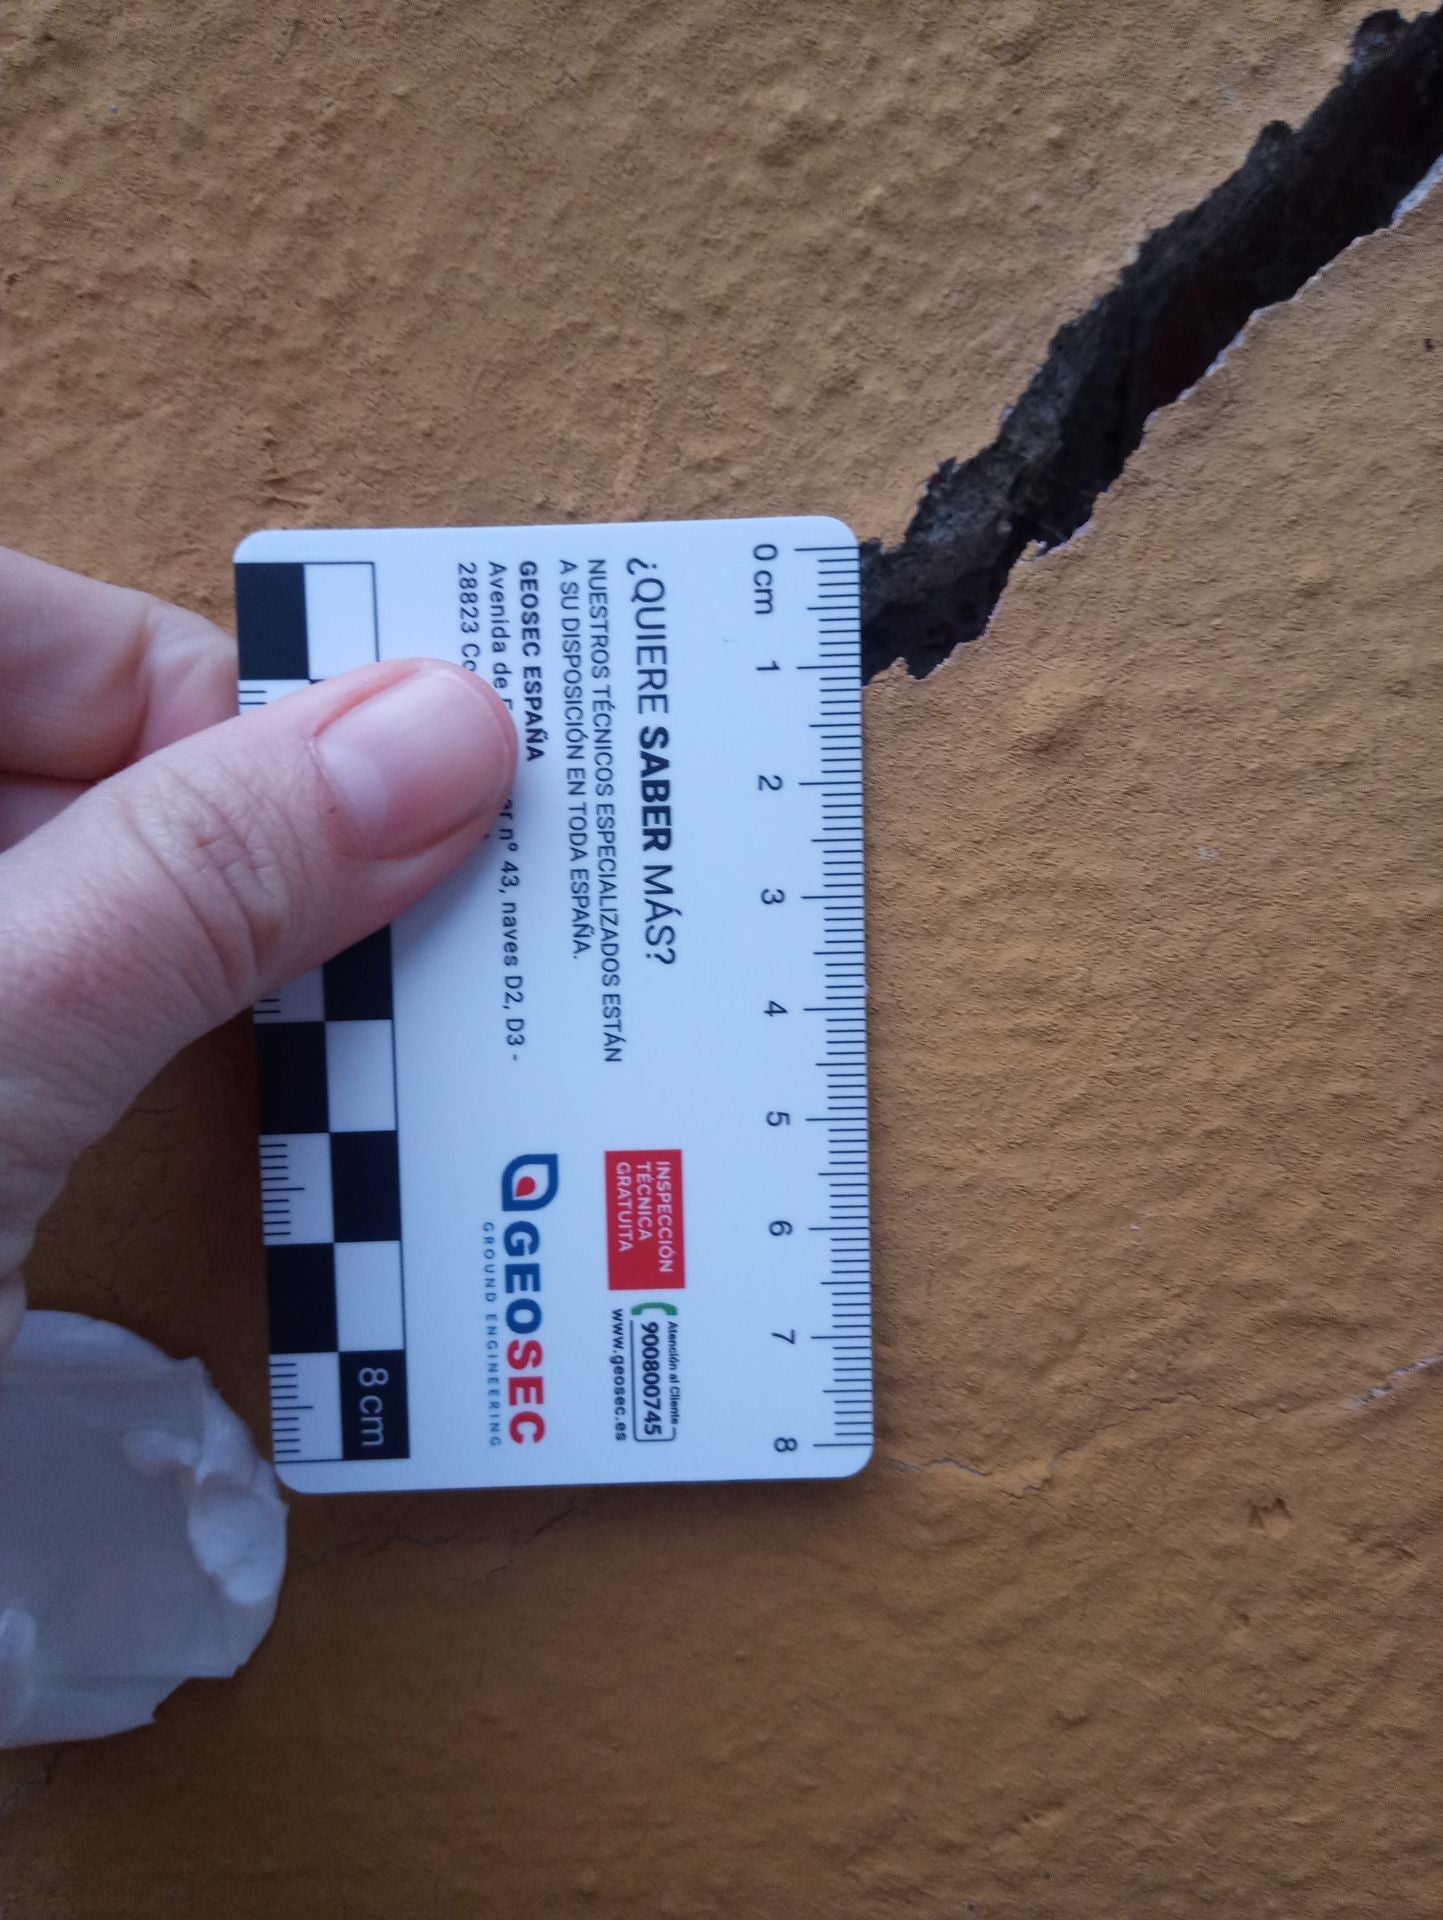 0 cm 1 2 3 4 5 6 7 8
¿QUIERE SABER MÁS?
NUESTROS TÉCNICOS ESPECIALIZADOS ESTÁN
A SU DISPOSICIÓN EN TODA ESPAÑA.
GEOSEC ESPAÑA
Avenida de nº 43, naves D2, D3 -
28823
INSPECCIÓN
TÉCNICA
GRATUITA
Atención al Cliente
900800745
www.geosec.es
GEOSEC
GROUND ENGINEERING
8 cm